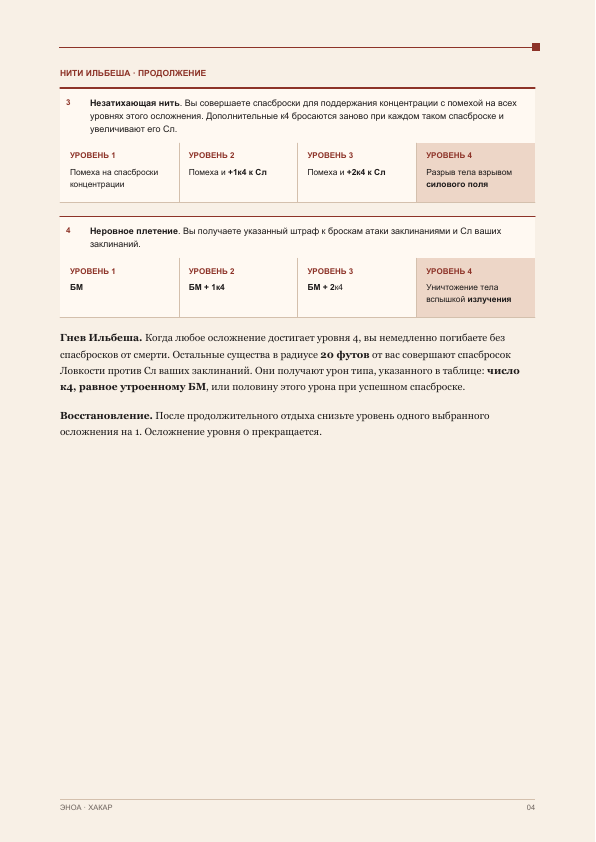 НИТИ ИЛЬБЕША · ПРОДОЛЖЕНИЕ
3 Незатихающая нить. Вы совершаете спасброски для поддержания концентрации с помехой на всех
уровнях этого осложнения. Дополнительные к4 бросаются заново при каждом таком спасброске и
увеличивают его Сл.
УРОВЕНЬ 1 УРОВЕНЬ 2 УРОВЕНЬ 3 УРОВЕНЬ 4
Помеха на спасброски Помеха и +1к4 к Сл Помеха и +2к4 к Сл Разрыв тела взрывом
концентрации силового поля
4 Неровное плетение. Вы получаете указанный штраф к броскам атаки заклинаниями и Сл ваших
заклинаний.
УРОВЕНЬ 1 УРОВЕНЬ 2 УРОВЕНЬ 3 УРОВЕНЬ 4
БМ БМ + 1к4 БМ + 2к4 Уничтожение тела
вспышкой излучения
Гнев Ильбеша. Когда любое осложнение достигает уровня 4, вы немедленно погибаете без
спасбросков от смерти. Остальные существа в радиусе 20 футов от вас совершают спасбросок
Ловкости против Сл ваших заклинаний. Они получают урон типа, указанного в таблице: число
к4, равное утроенному БМ, или половину этого урона при успешном спасброске.
Восстановление. После продолжительного отдыха снизьте уровень одного выбранного
осложнения на 1. Осложнение уровня 0 прекращается.
ЭНОА · ХАКАР 04